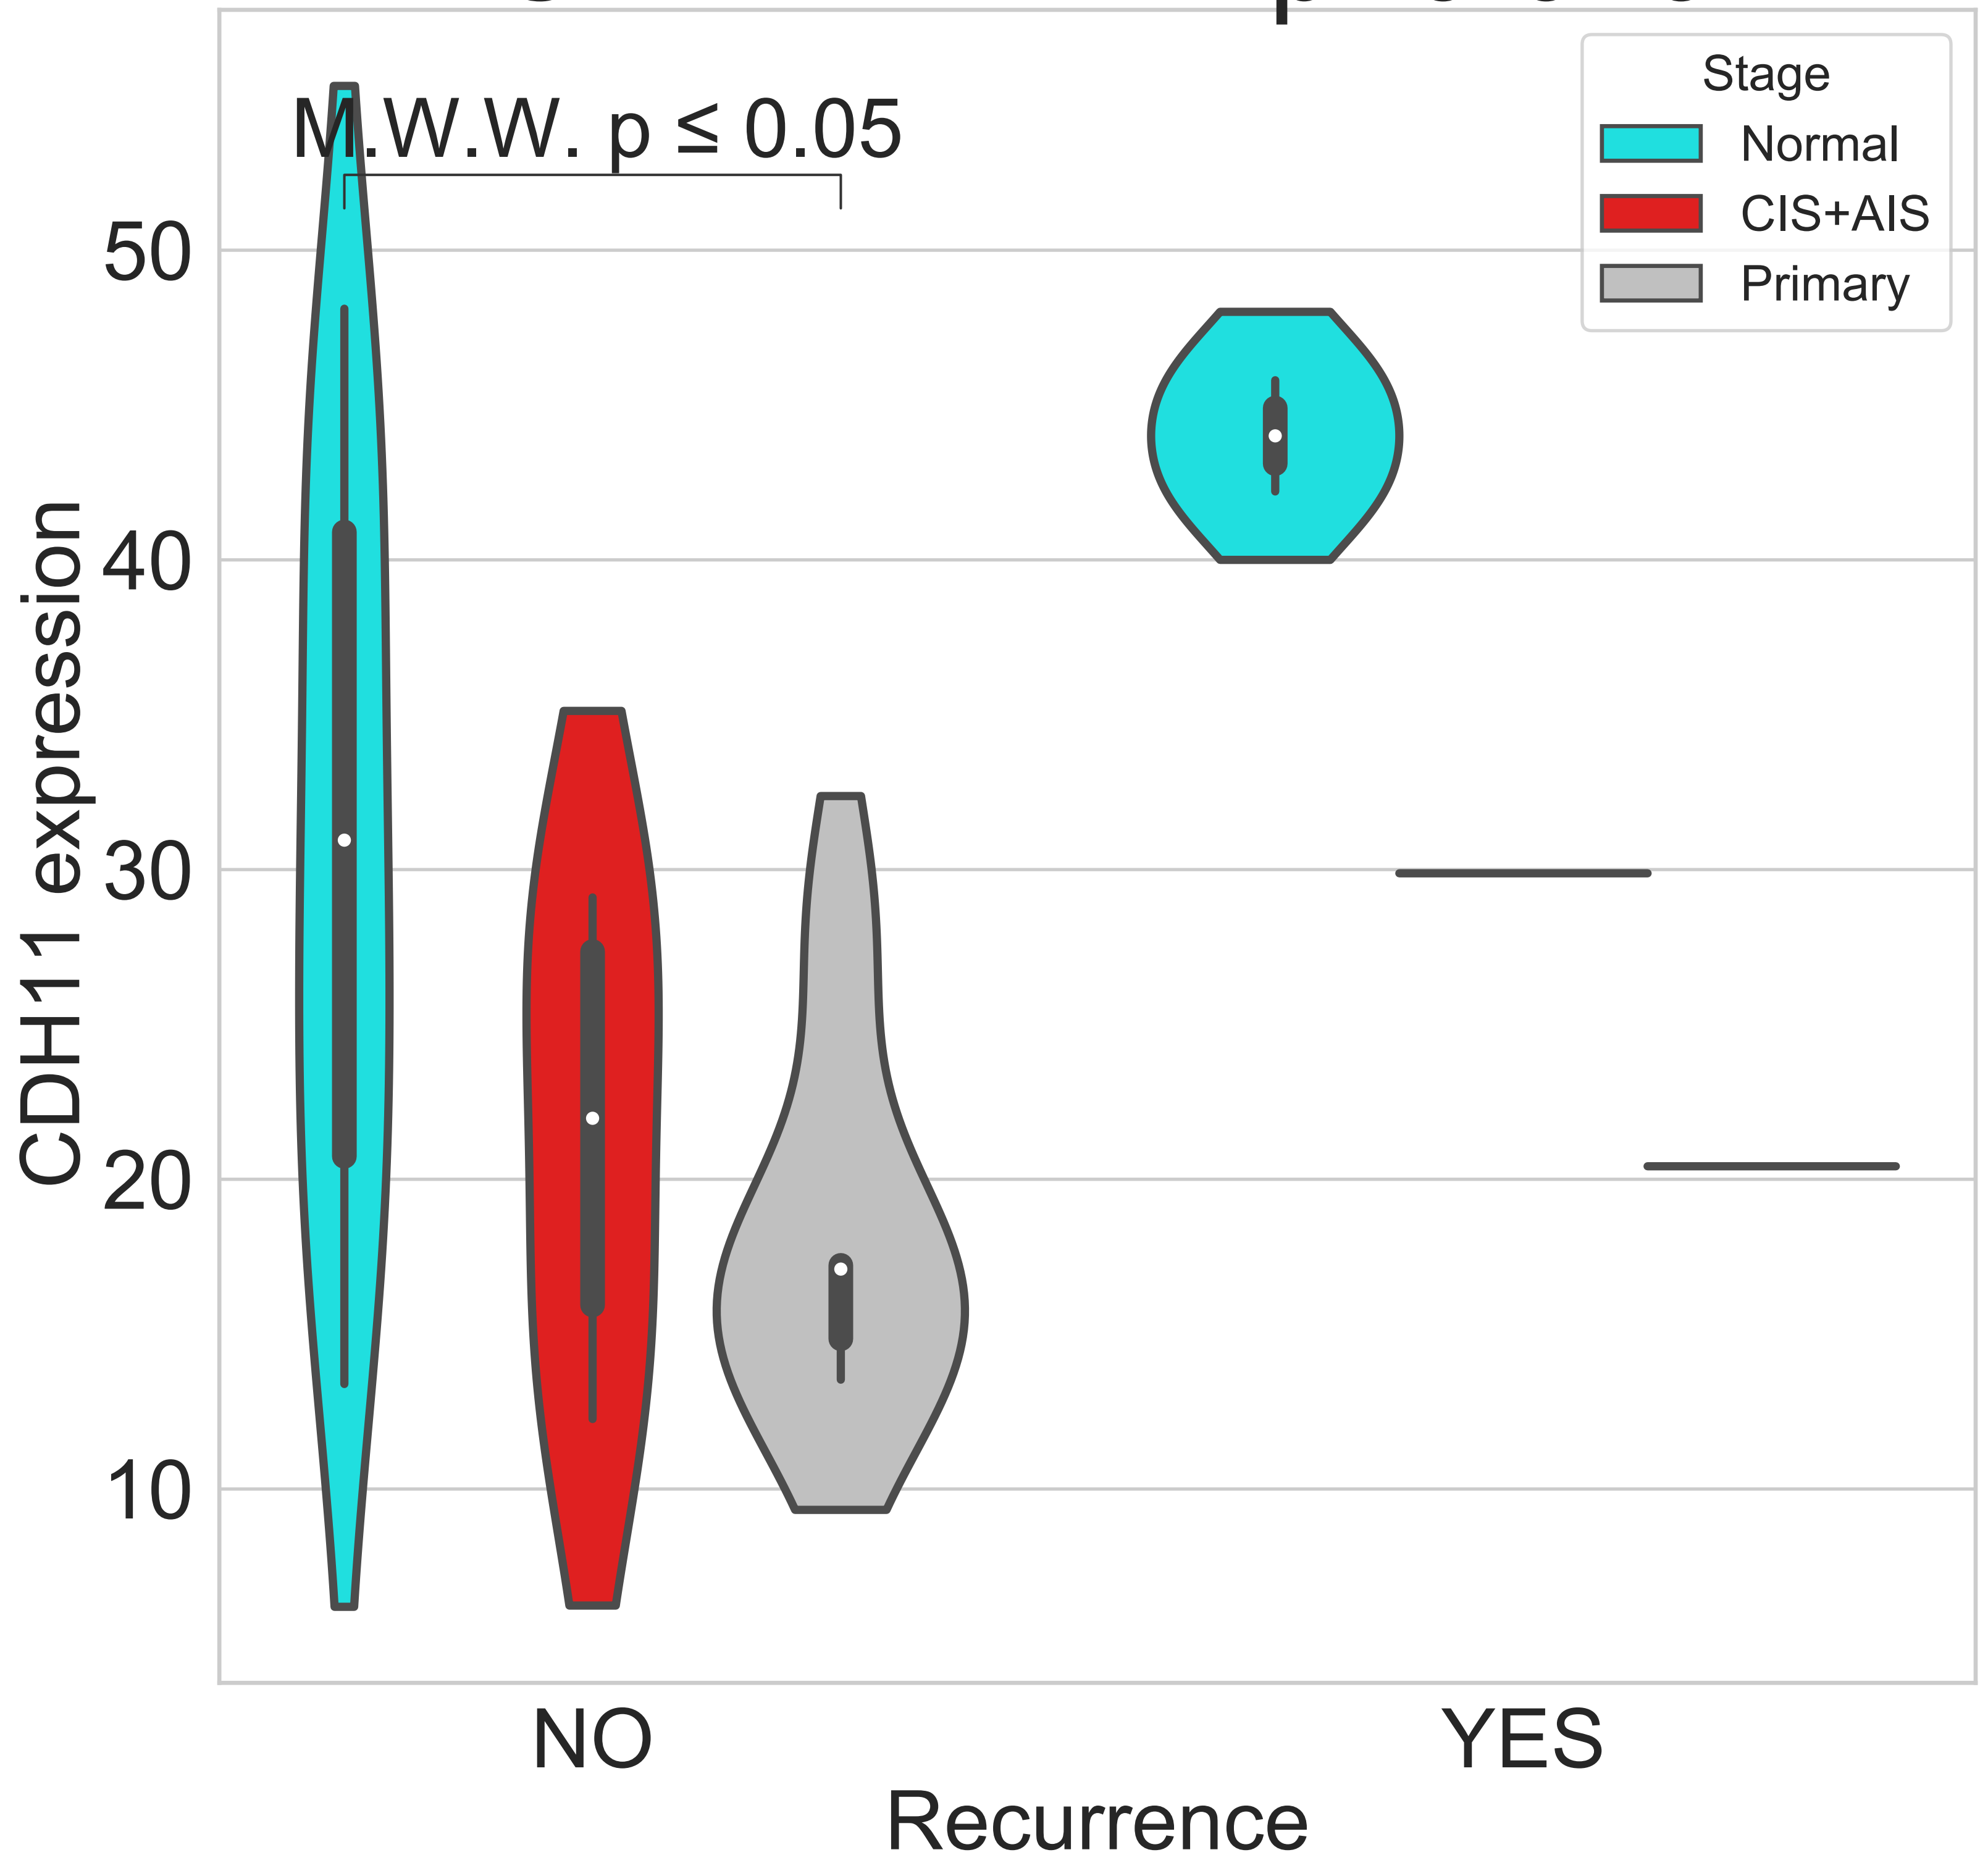 M.W.W. p ≤ 0.05
Stage
Normal
CIS+AIS
Primary
50
40
30
20
10
CDH11 expression
NO
YES
Recurrence